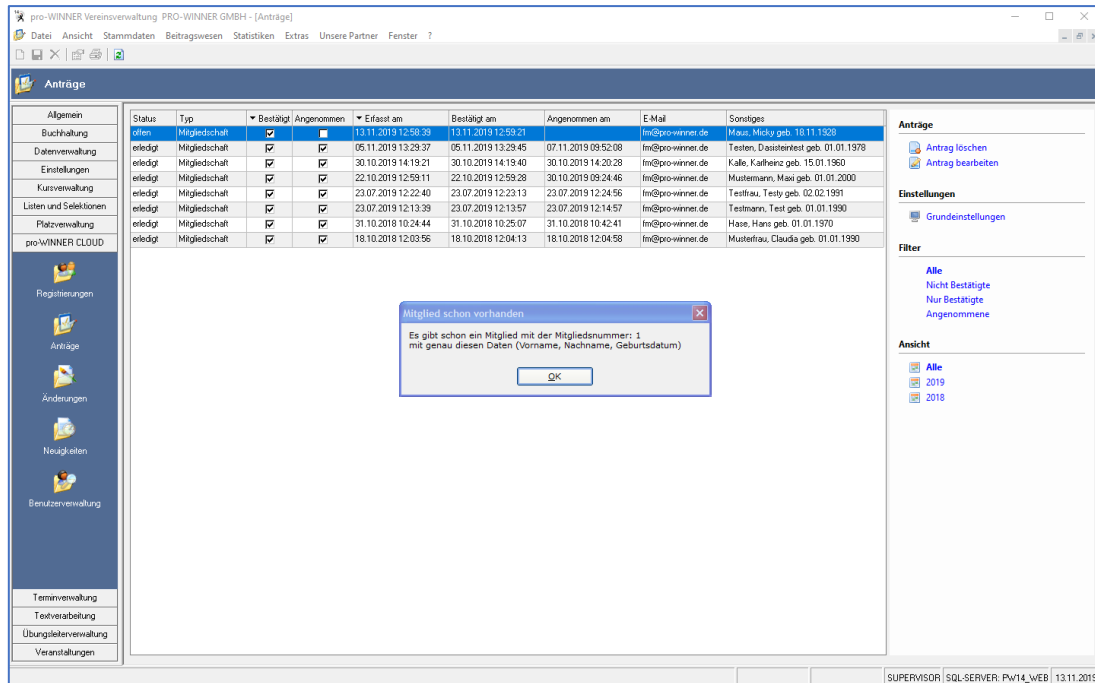 pro-WINNER Vereinsverwaltung PRO-WINNER GMBH - [Anträge]
Datei Ansicht Stammdaten Beitragswesen Statistiken Extras Unsere Partner Fenster ?
Anträge
Allgemein
Buchhaltung
Datenverwaltung
Einstellungen
Kursverwaltung
Listen und Selektionen
Platzverwaltung
pro-WINNER CLOUD
Registrierungen
Anträge
Änderungen
Neuigkeiten
Benutzerverwaltung
Terminverwaltung
Textverarbeitung
Übungsleiterverwaltung
Veranstaltungen
Status Typ Bestätigt Angenommen Erfasst am Bestätigt am Angenommen am E-Mail Sonstiges
offen Mitgliedschaft 13.11.2019 12:58:39 13.11.2019 12:59:21 fm@pro-winner.de Maus, Micky geb. 18.11.1928
erledigt Mitgliedschaft 05.11.2019 13:29:37 05.11.2019 13:29:45 07.11.2019 09:52:08 fm@pro-winner.de Testen, Dasisteintest geb. 01.01.1978
erledigt Mitgliedschaft 30.10.2019 14:19:21 30.10.2019 14:19:40 30.10.2019 14:20:28 fm@pro-winner.de Kalle, Karlheinz geb. 15.01.1960
erledigt Mitgliedschaft 22.10.2019 12:59:11 22.10.2019 12:59:28 30.10.2019 09:24:46 fm@pro-winner.de Mustermann, Maxi geb. 01.01.2000
erledigt Mitgliedschaft 23.07.2019 12:22:40 23.07.2019 12:23:13 23.07.2019 12:24:56 fm@pro-winner.de Testfrau, Testy geb. 02.02.1991
erledigt Mitgliedschaft 23.07.2019 12:13:39 23.07.2019 12:13:57 23.07.2019 12:14:57 fm@pro-winner.de Testmann, Test geb. 01.01.1990
erledigt Mitgliedschaft 31.10.2018 10:24:44 31.10.2018 10:25:07 31.10.2018 10:42:41 fm@pro-winner.de Hase, Hans geb. 01.01.1970
erledigt Mitgliedschaft 18.10.2018 12:03:56 18.10.2018 12:04:13 18.10.2018 12:04:58 fm@pro-winner.de Musterfrau, Claudia geb. 01.01.1990
Mitglied schon vorhanden
Es gibt schon ein Mitglied mit der Mitgliedsnummer: 1
mit genau diesen Daten (Vorname, Nachname, Geburtsdatum)
OK
Anträge
Antrag löschen
Antrag bearbeiten
Einstellungen
Grundeinstellungen
Filter
Alle
Nicht Bestätigte
Nur Bestätigte
Angenommene
Ansicht
Alle
2019
2018
SUPERVISOR SQL-SERVER: PW14_WEB 13.11.2019